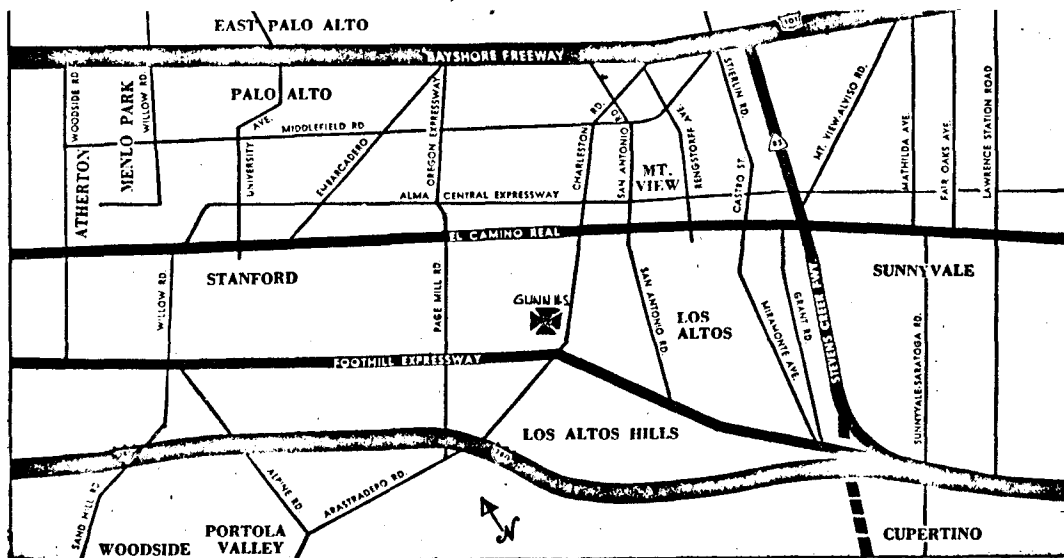 EAST PALO ALTO
101
BAYSHORE FREEWAY
WOODSIDE RD
MENLO PARK
WILLOW RD.
PALO ALTO
UNIVERSITY AVE.
MIDDLEFIELD RD
EMBARCADERO
OREGON EXPRESSWAY
CHARLESTON RD.
SAN ANTONIO RD
RENGSTORFF AVE
STIERLIN RD.
85
MT. VIEW-ALVISO RD.
MATHILDA AVE.
FAIR OAKS AVE.
LAWRENCE STATION ROAD
ATHERTON
MT.
VIEW
CASTRO ST.
ALMA
CENTRAL EXPRESSWAY
EL CAMINO REAL
STANFORD
SUNNYVALE
WILLOW RD.
PAGE MILL RD
GUNN H.S.
SAN ANTONIO RD.
LOS
ALTOS
MIRAMONTE AVE.
GRANT RD
STEVENS CREEK FWY.
SUNNYVALE-SARATOGA RD.
FOOTHILL EXPRESSWAY
LOS ALTOS HILLS
280
SAND HILL RD
ALPINE RD
ARASTRADERO RD.
N
WOODSIDE
PORTOLA
VALLEY
CUPERTINO